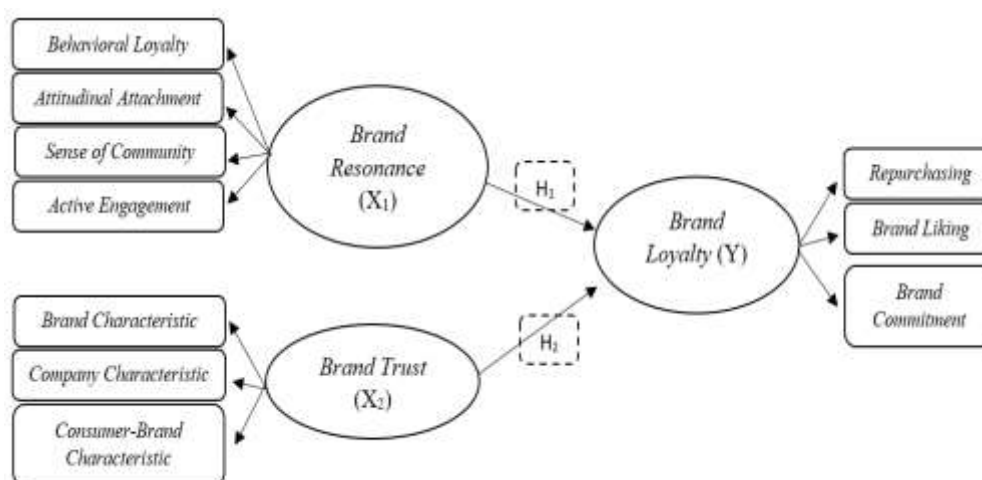 Behavioral Loyalty
Attitudinal Attachment
Sense of Community
Active Engagement
Brand
Resonance
(X₁)
H₁
Brand Characteristic
Company Characteristic
Consumer-Brand
Characteristic
Brand Trust
(X₂)
H₂
Brand
Loyalty (Y)
Repurchasing
Brand Liking
Brand
Commitment